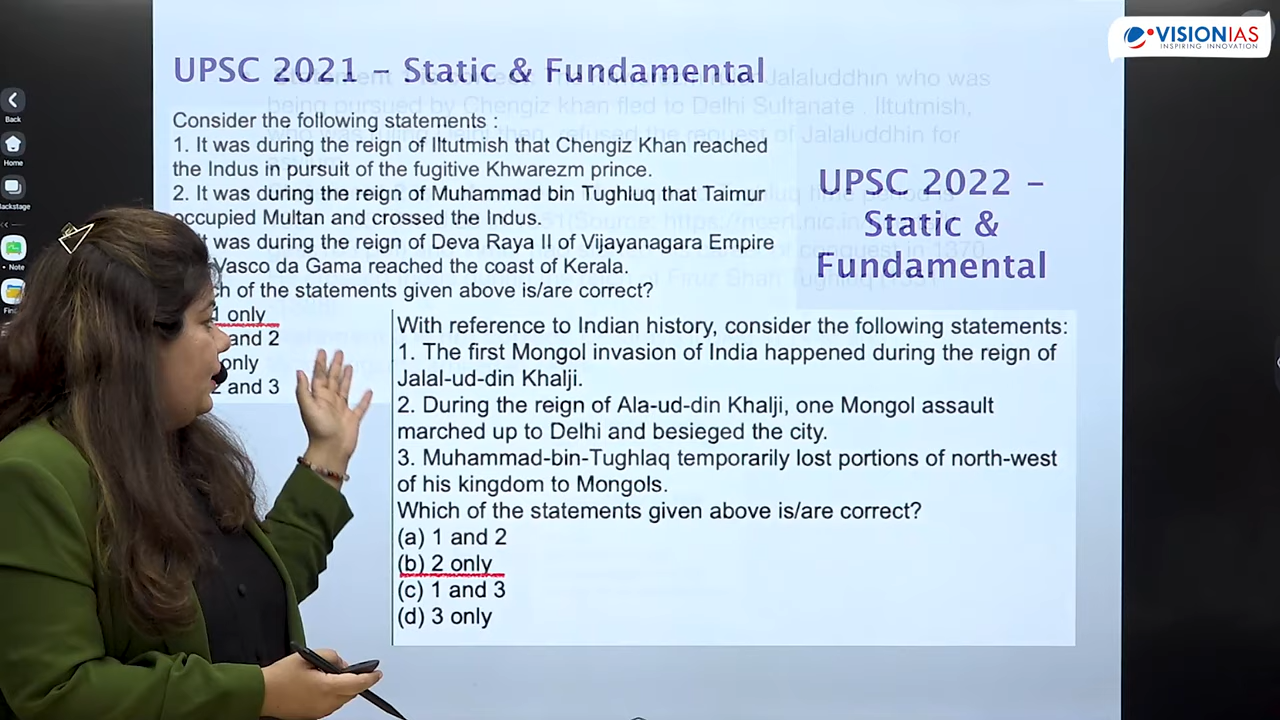 VISIONIAS
INSPIRING INNOVATION
Back
Home
Backstage
Note
UPSC 2021 – Static & Fundamental
Consider the following statements :
1. It was during the reign of Iltutmish that Chengiz Khan reached
the Indus in pursuit of the fugitive Khwarezm prince.
2. It was during the reign of Muhammad bin Tughluq that Taimur
occupied Multan and crossed the Indus.
was during the reign of Deva Raya II of Vijayanagara Empire
Vasco da Gama reached the coast of Kerala.
of the statements given above is/are correct?
1 only
and 2
only
2 and 3
UPSC 2022 –
Static &
Fundamental
With reference to Indian history, consider the following statements:
1. The first Mongol invasion of India happened during the reign of
Jalal-ud-din Khalji.
2. During the reign of Ala-ud-din Khalji, one Mongol assault
marched up to Delhi and besieged the city.
3. Muhammad-bin-Tughlaq temporarily lost portions of north-west
of his kingdom to Mongols.
Which of the statements given above is/are correct?
(a) 1 and 2
(b) 2 only
(c) 1 and 3
(d) 3 only